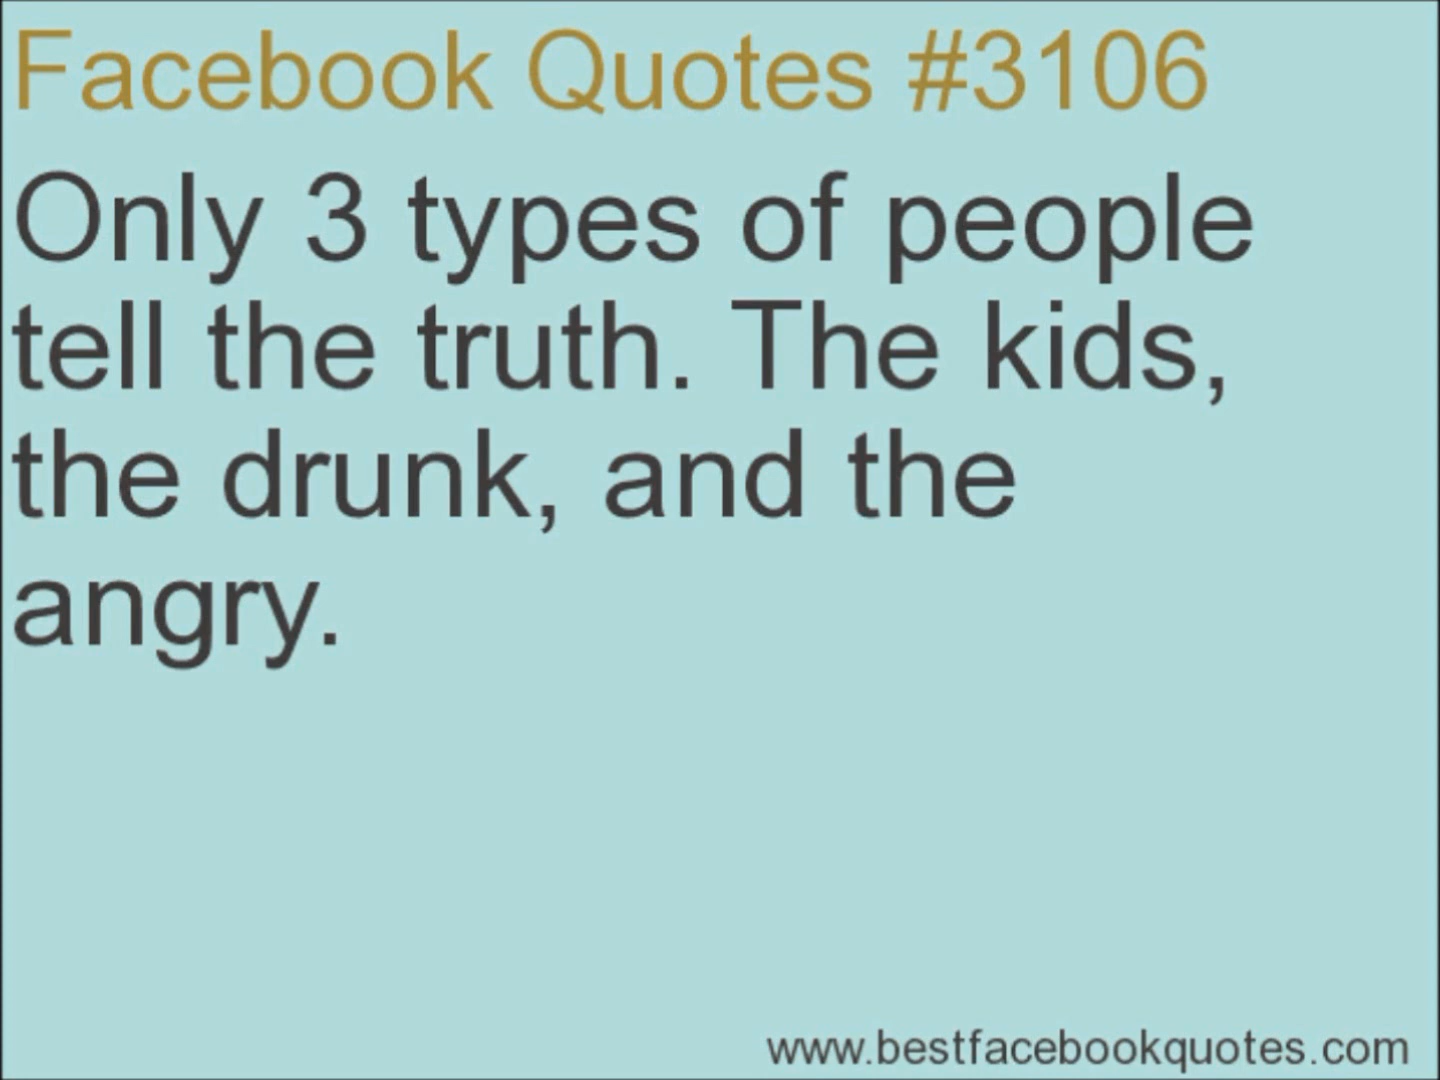 Facebook Quotes #3106
Only 3 types of people
tell the truth. The kids,
the drunk, and the
angry.
www.bestfacebookquotes.com